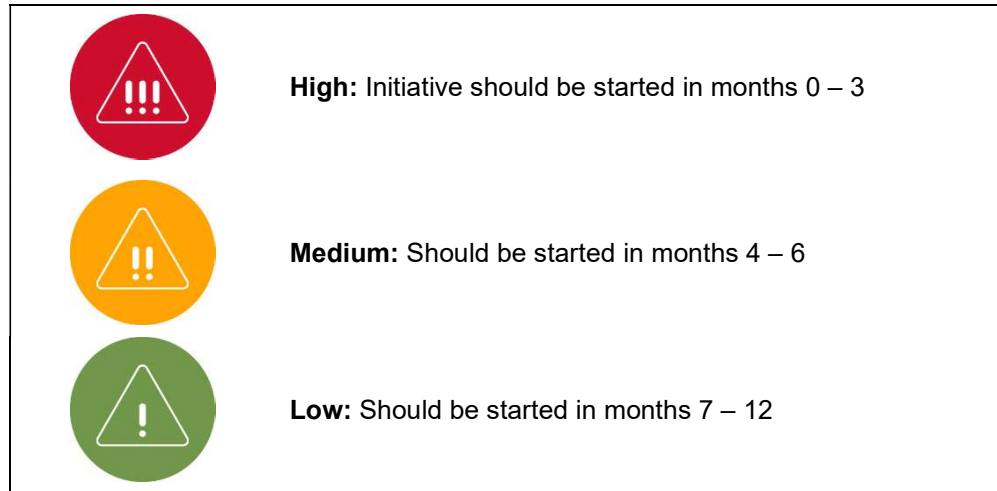 !!!
High: Initiative should be started in months 0 – 3
!!
Medium: Should be started in months 4 – 6
!
Low: Should be started in months 7 – 12